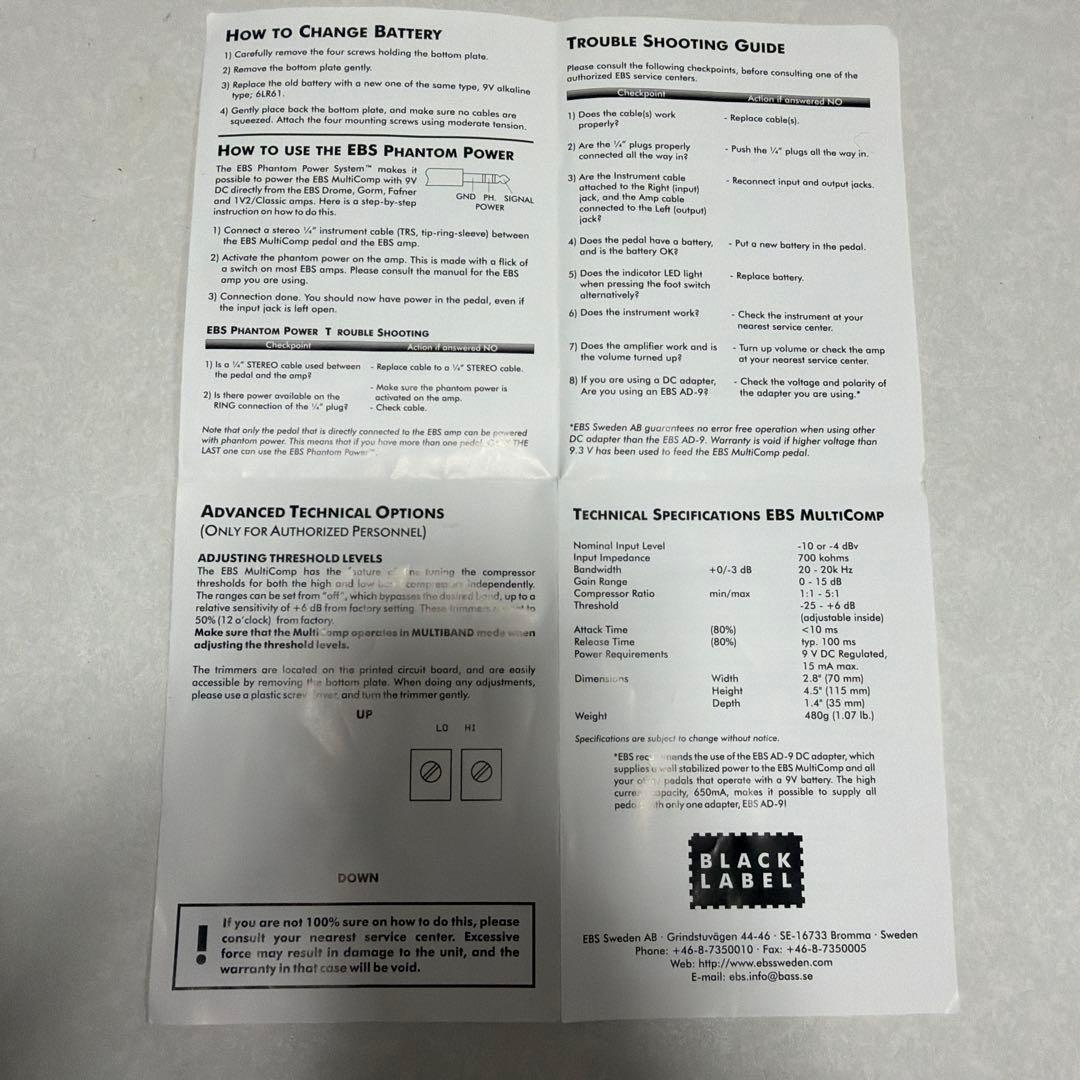 HOW TO CHANGE BATTERY
1) Carefully remove the four screws holding the bottom plate.
2) Remove the bottom plate gently.
3) Replace the old battery with a new one of the same type, 9V alkaline
type; 6LR61.
4) Gently place back the bottom plate, and make sure no cables are
squeezed. Attach the four mounting screws using moderate tension.
HOW TO USE THE EBS PHANTOM POWER
The EBS Phantom Power System™ makes it
possible to power the EBS MultiComp with 9V
DC directly from the EBS Drome, Gorm, Fafner
and 1V2/Classic amps. Here is a step-by-step
instruction on how to do this.
GND PH. SIGNAL
POWER
1) Connect a stereo ¼" instrument cable (TRS, tip-ring-sleeve) between
the EBS MultiComp pedal and the EBS amp.
2) Activate the phantom power on the amp. This is made with a flick of
a switch on most EBS amps. Please consult the manual for the EBS
amp you are using.
3) Connection done. You should now have power in the pedal, even if
the input jack is left open.
EBS PHANTOM POWER T ROUBLE SHOOTING
Checkpoint Action if answered NO
1) Is a ¼" STEREO cable used between - Replace cable to a ¼" STEREO cable.
the pedal and the amp?
- Make sure the phantom power is
2) Is there power available on the activated on the amp.
RING connection of the ¼" plug? - Check cable.
Note that only the pedal that is directly connected to the EBS amp can be powered
with phantom power. This means that if you have more than one pedal, THE
LAST one can use the EBS Phantom Power™.
TROUBLE SHOOTING GUIDE
Please consult the following checkpoints, before consulting one of the
authorized EBS service centers.
Checkpoint Action if answered NO
1) Does the cable(s) work - Replace cable(s).
properly?
2) Are the ¼" plugs properly - Push the ¼" plugs all the way in.
connected all the way in?
3) Are the Instrument cable - Reconnect input and output jacks.
attached to the Right (input)
jack, and the Amp cable
connected to the Left (output)
jack?
4) Does the pedal have a battery, - Put a new battery in the pedal.
and is the battery OK?
5) Does the indicator LED light - Replace battery.
when pressing the foot switch
alternatively?
6) Does the instrument work? - Check the instrument at your
nearest service center.
7) Does the amplifier work and is - Turn up volume or check the amp
the volume turned up? at your nearest service center.
8) If you are using a DC adapter, - Check the voltage and polarity of
Are you using an EBS AD-9? the adapter you are using.*
*EBS Sweden AB guarantees no error free operation when using other
DC adapter than the EBS AD-9. Warranty is void if higher voltage than
9.3 V has been used to feed the EBS MultiComp pedal.
ADVANCED TECHNICAL OPTIONS
(ONLY FOR AUTHORIZED PERSONNEL)
ADJUSTING THRESHOLD LEVELS
The EBS MultiComp has the tuning the compressor
thresholds for both the high and low independently.
The ranges can be set from "off", which bypasses the desired band, up to a
relative sensitivity of +6 dB from factory setting. These trimmers to
50% (12 o'clock) from factory.
Make sure that the MultiComp operates in MULTIBAND mode when
adjusting the threshold levels.
The trimmers are located on the printed circuit board, and are easily
accessible by removing the bottom plate. When doing any adjustments,
please use a plastic and turn the trimmer gently.
UP
LO HI
DOWN
! If you are not 100% sure on how to do this, please
consult your nearest service center. Excessive
force may result in damage to the unit, and the
warranty in that case will be void.
TECHNICAL SPECIFICATIONS EBS MULTICOMP
Nominal Input Level -10 or -4 dBv
Input Impedance 700 kohms
Bandwidth +0/-3 dB 20 - 20k Hz
Gain Range 0 - 15 dB
Compressor Ratio min/max 1:1 - 5:1
Threshold -25 - +6 dB
(adjustable inside)
Attack Time (80%) <10 ms
Release Time (80%) typ. 100 ms
Power Requirements 9 V DC Regulated,
15 mA max.
Dimensions Width 2.8" (70 mm)
Height 4.5" (115 mm)
Depth 1.4" (35 mm)
Weight 480g (1.07 lb.)
Specifications are subject to change without notice.
*EBS recommends the use of the EBS AD-9 DC adapter, which
supplies a well stabilized power to the EBS MultiComp and all
your pedals that operate with a 9V battery. The high
current capacity, 650mA, makes it possible to supply all
with only one adapter, EBS AD-9!
BLACK
LABEL
EBS Sweden AB · Grindstuvägen 44-46 · SE-16733 Bromma · Sweden
Phone: +46-8-7350010 · Fax: +46-8-7350005
Web: http://www.ebssweden.com
E-mail: ebs.info@bass.se